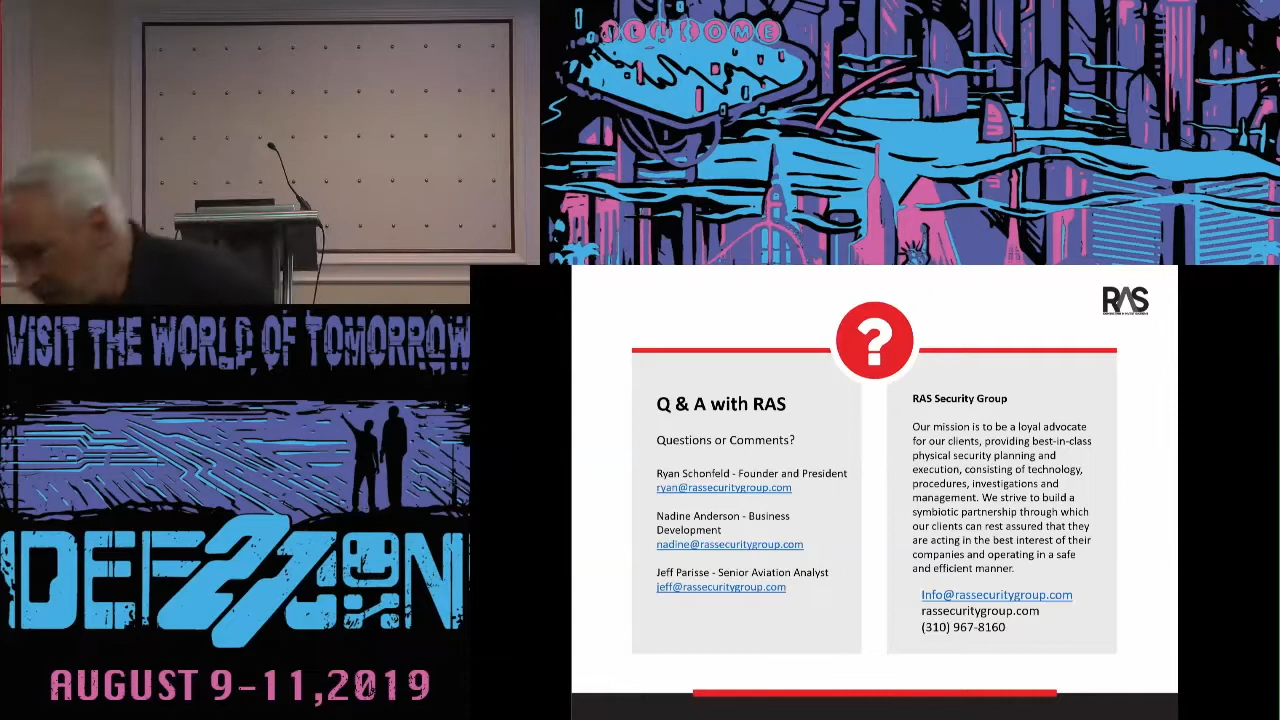 WELCOME
VISIT THE WORLD OF TOMORROW
DEFCON
27
AUGUST 9-11,2019
RAS
Q & A with RAS
Questions or Comments?
Ryan Schonfeld - Founder and President
ryan@rassecuritygroup.com
Nadine Anderson - Business
Development
nadine@rassecuritygroup.com
Jeff Parisse - Senior Aviation Analyst
jeff@rassecuritygroup.com
RAS Security Group
Our mission is to be a loyal advocate
for our clients, providing best-in-class
physical security planning and
execution, consisting of technology,
procedures, investigations and
management. We strive to build a
symbiotic partnership through which
our clients can rest assured that they
are acting in the best interest of their
companies and operating in a safe
and efficient manner.
Info@rassecuritygroup.com
rassecuritygroup.com
(310) 967-8160